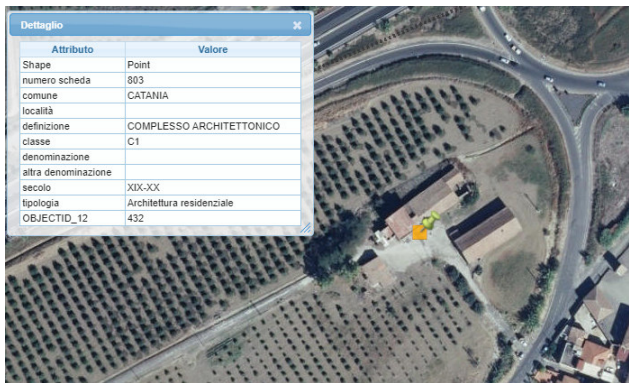 Dettaglio
Attributo Valore
Shape Point
numero scheda 803
comune CATANIA
località
definizione COMPLESSO ARCHITETTONICO
classe C1
denominazione
altra denominazione
secolo XIX-XX
tipologia Architettura residenziale
OBJECTID_12 432